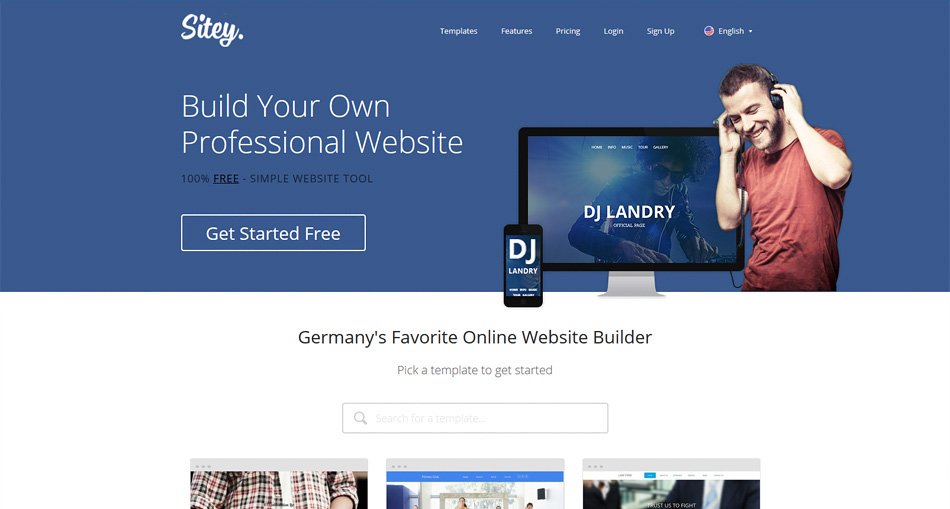 Sitey.
Templates Features Pricing Login Sign Up English
Build Your Own
Professional Website
100% FREE - SIMPLE WEBSITE TOOL
Get Started Free
HOME INFO MUSIC TOUR GALLERY
DJ LANDRY
OFFICIAL PAGE
DJ
LANDRY
HOME INFO MUSIC
TOUR GALLERY
Germany's Favorite Online Website Builder
Pick a template to get started
Search for a template...
TRUST US TO FIGHT